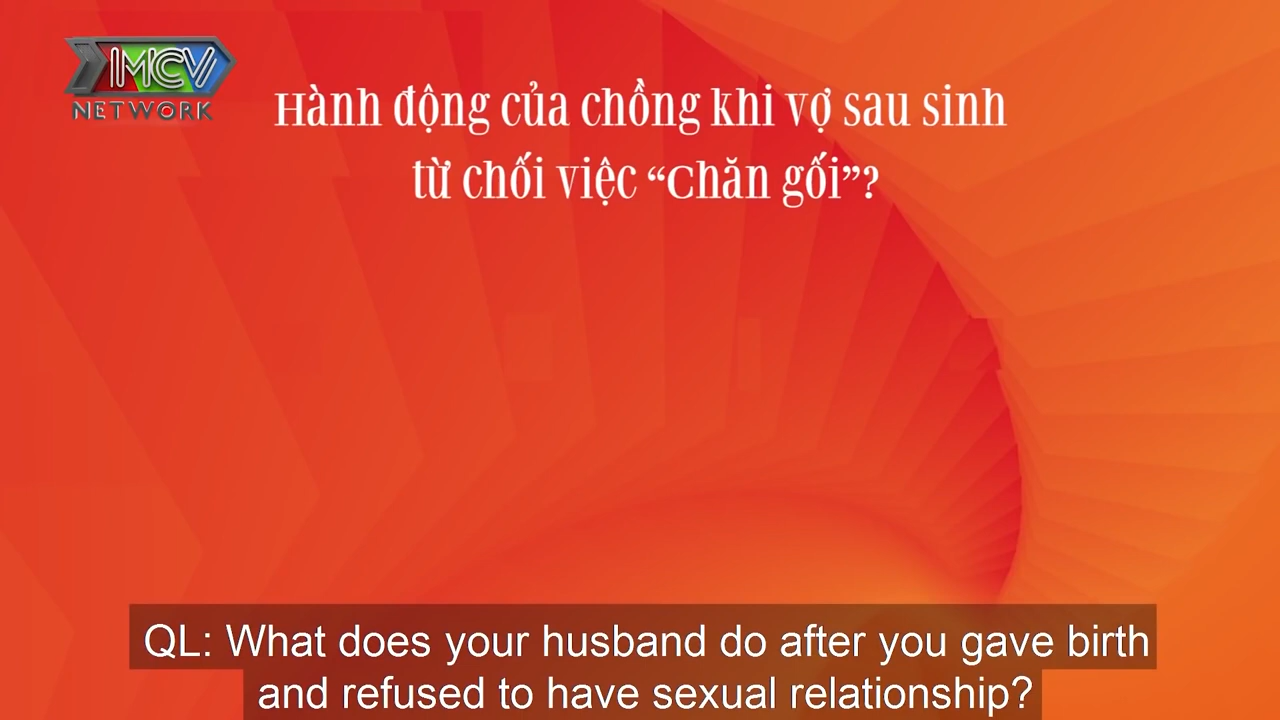 MCV
NETWORK
Hành động của chồng khi vợ sau sinh
từ chối việc “Chăn gối”?
QL: What does your husband do after you gave birth
and refused to have sexual relationship?